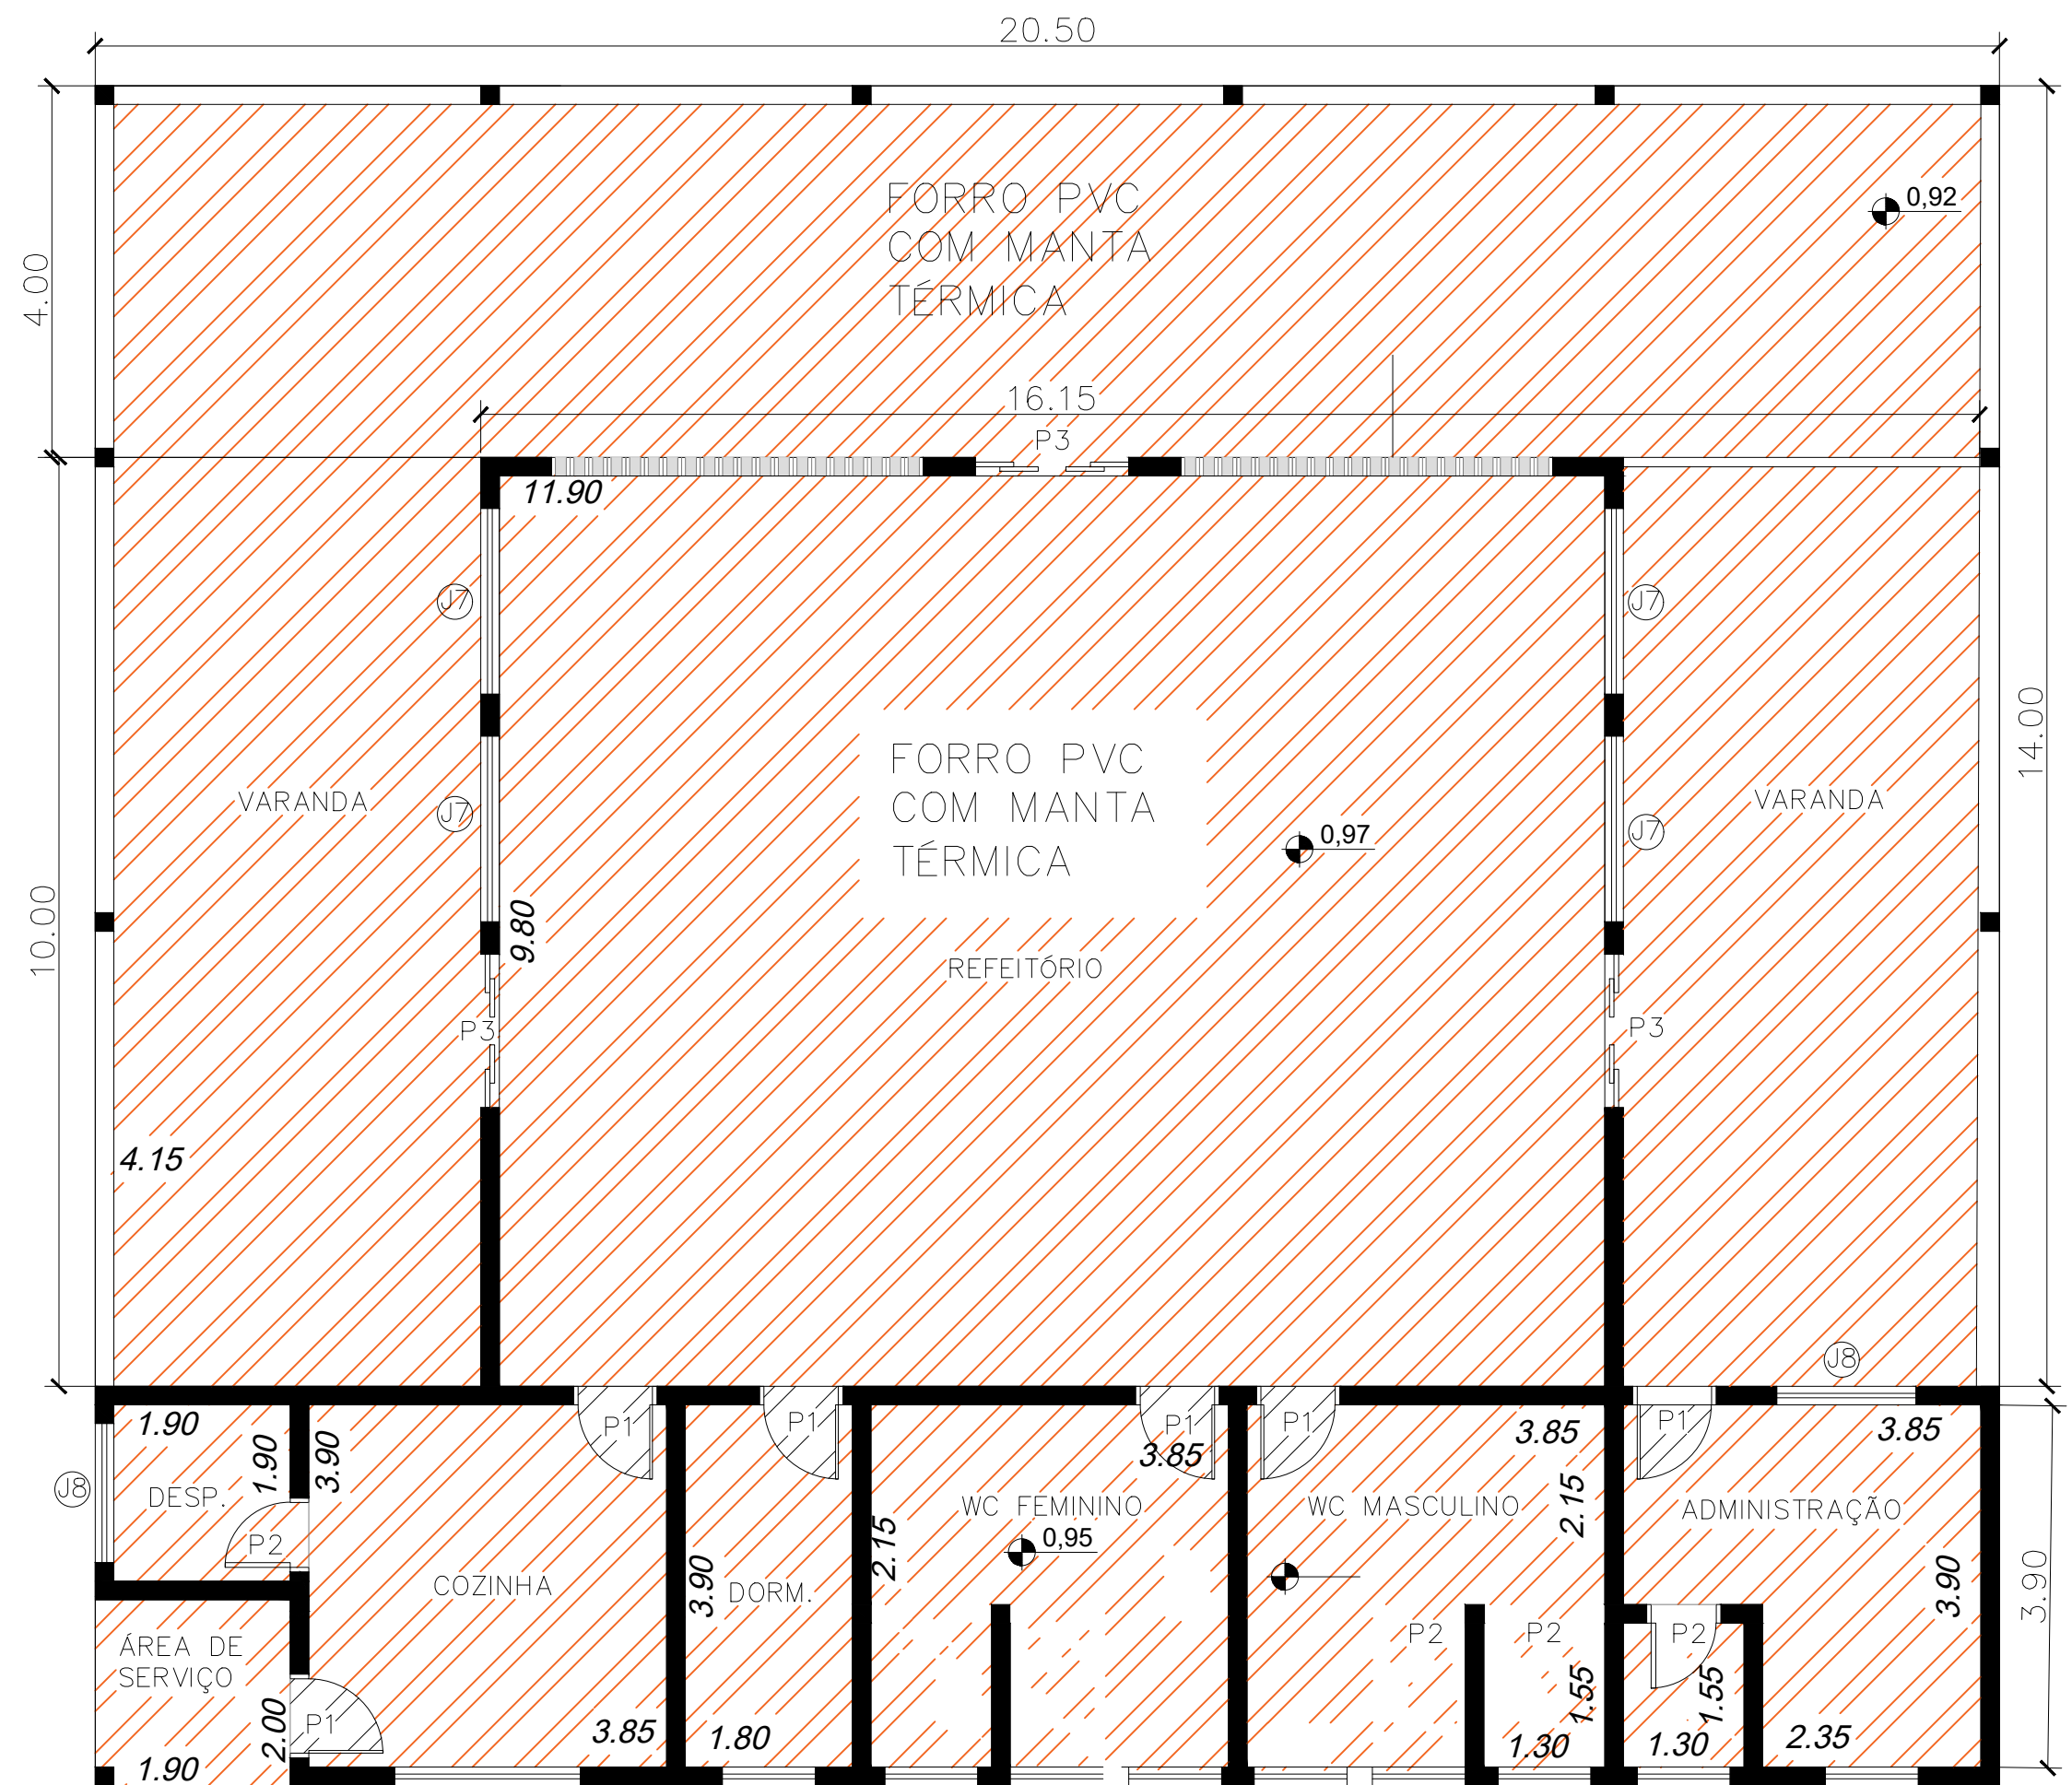 20.50
FORRO PVC
COM MANTA
TÉRMICA
0,92
4.00
16.15
P3
11.90
J7
J7
14.00
FORRO PVC
COM MANTA
TÉRMICA
VARANDA
VARANDA
J7
J7
0,97
10.00
9.80
REFEITÓRIO
P3
P3
4.15
J8
1.90
P1
P1
P1
P1
P1
3.85
3.85
3.85
1.90
3.90
J8
DESP.
WC FEMININO
WC MASCULINO
2.15
ADMINISTRAÇÃO
P2
2.15
0,95
COZINHA
3.90
DORM.
3.90
3.90
ÁREA DE
SERVIÇO
P2
P2
P2
2.00
P1
1.55
1.55
3.85
1.80
1.30
1.30
2.35
1.90